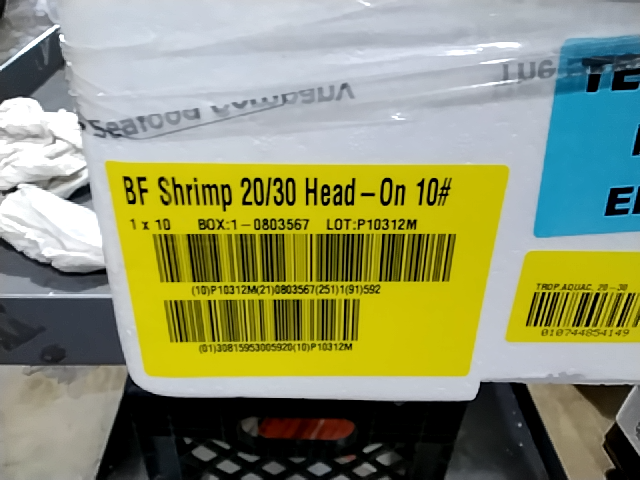 Seafood Company
The
BF Shrimp 20/30 Head-On 10#
1 x 10 BOX:1-0803567 LOT:P10312M
(10)P10312M(21)0803567(251)1(91)592
(01)30815953005920(10)P10312M
TROP.AQUAC. 20-30
010744854149